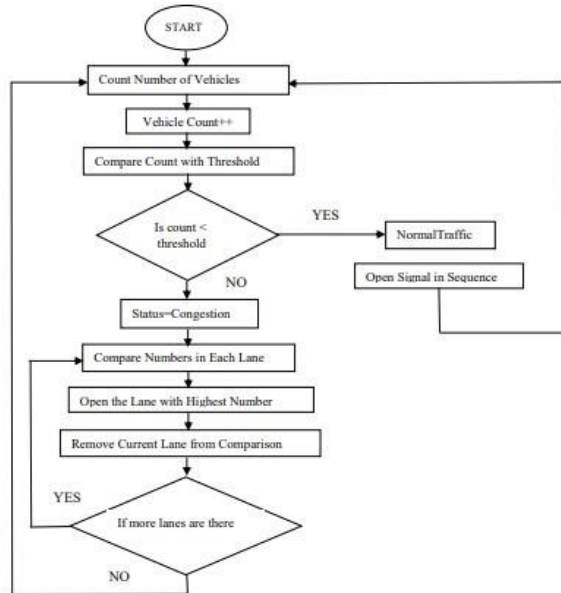 START
Count Number of Vehicles
Vehicle Count++
Compare Count with Threshold
Is count <
threshold
YES
NormalTraffic
Open Signal in Sequence
NO
Status=Congestion
Compare Numbers in Each Lane
Open the Lane with Highest Number
Remove Current Lane from Comparison
YES
If more lanes are there
NO